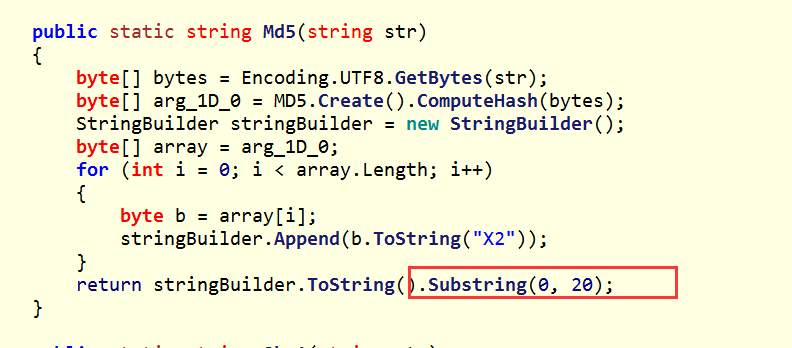 public static string Md5(string str)
{
    byte[] bytes = Encoding.UTF8.GetBytes(str);
    byte[] arg_1D_0 = MD5.Create().ComputeHash(bytes);
    StringBuilder stringBuilder = new StringBuilder();
    byte[] array = arg_1D_0;
    for (int i = 0; i < array.Length; i++)
    {
        byte b = array[i];
        stringBuilder.Append(b.ToString("X2"));
    }
    return stringBuilder.ToString().Substring(0, 20);
}